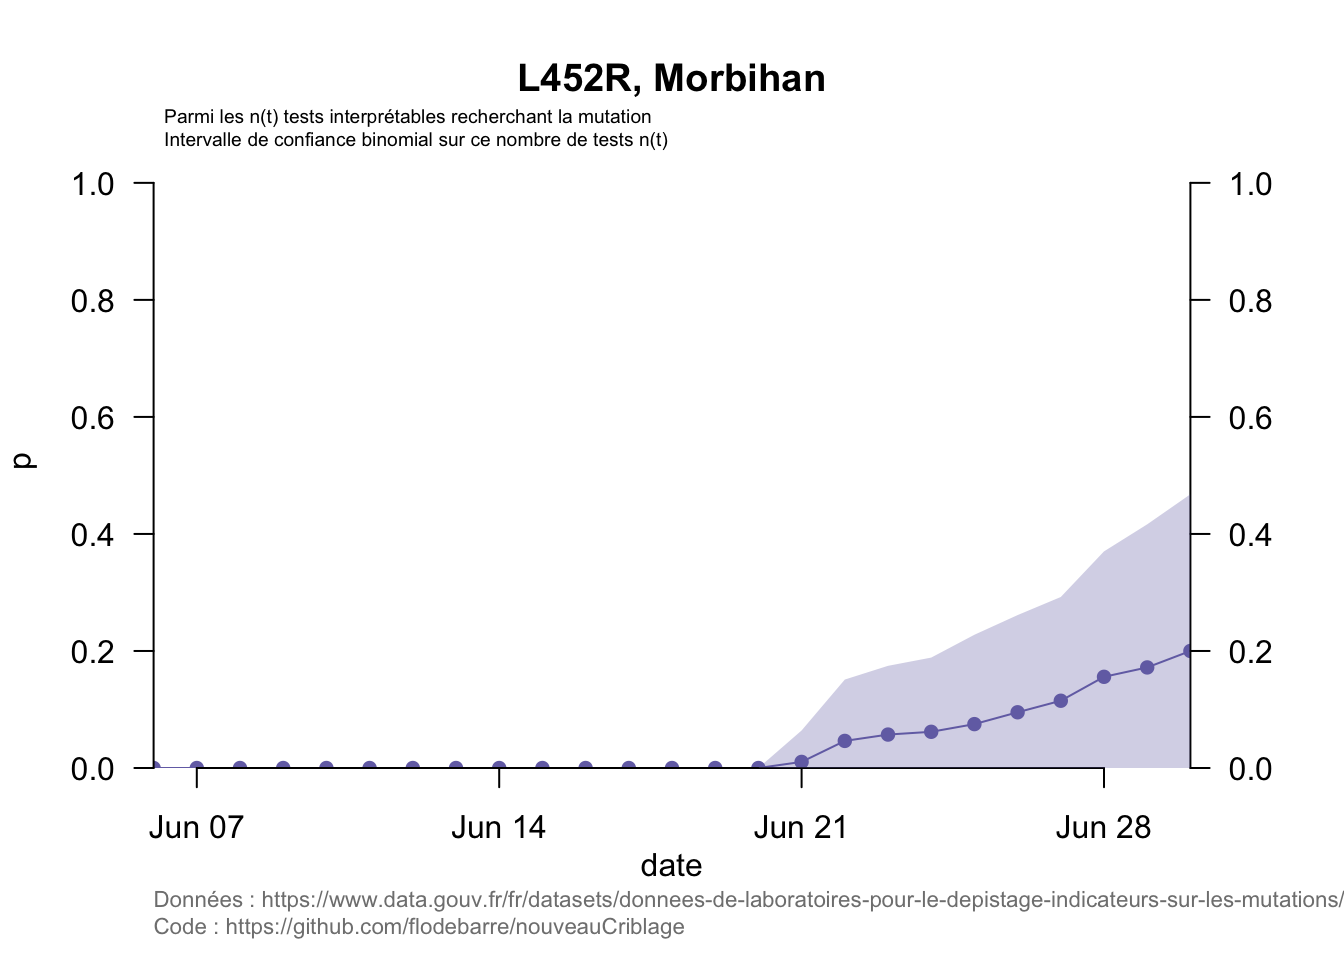 L452R, Morbihan
Parmi les n(t) tests interprétables recherchant la mutation
Intervalle de confiance binomial sur ce nombre de tests n(t)
1.0
0.8
0.6
0.4
0.2
0.0
p
1.0
0.8
0.6
0.4
0.2
0.0
Jun 07 Jun 14 Jun 21 Jun 28
date
Données : https://www.data.gouv.fr/fr/datasets/donnees-de-laboratoires-pour-le-depistage-indicateurs-sur-les-mutations/
Code : https://github.com/flodebarre/nouveauCriblage